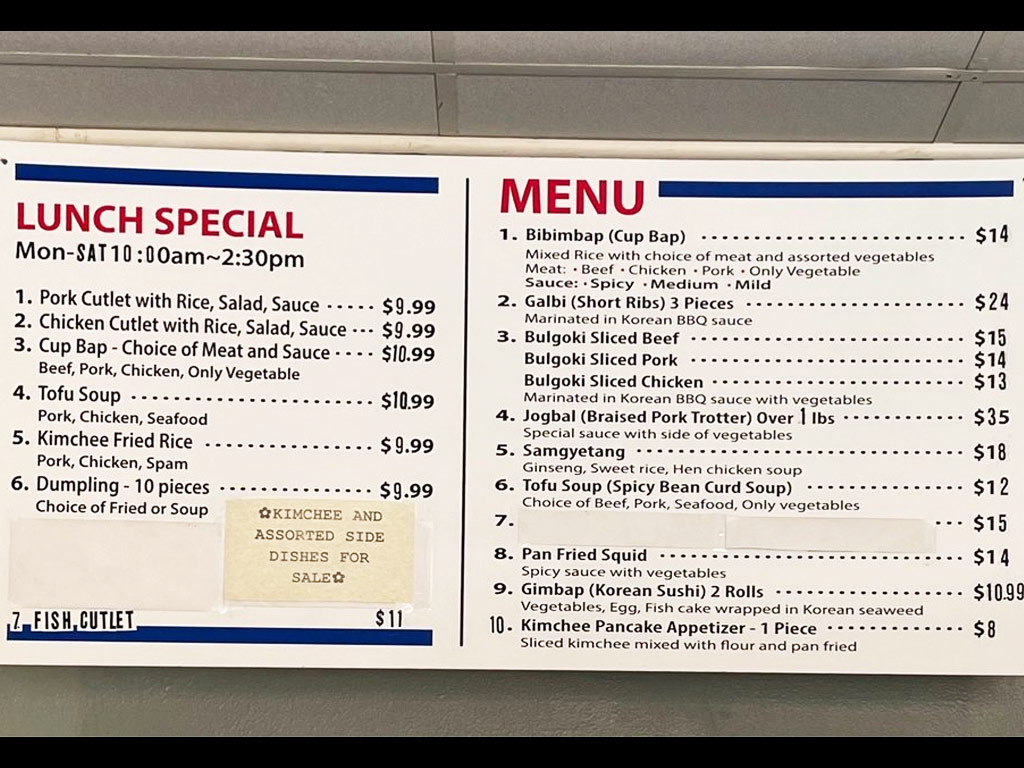 LUNCH SPECIAL
Mon-SAT 10:00am~2:30pm
1. Pork Cutlet with Rice, Salad, Sauce ----- $9.99
2. Chicken Cutlet with Rice, Salad, Sauce --- $9.99
3. Cup Bap - Choice of Meat and Sauce ---- $10.99
Beef, Pork, Chicken, Only Vegetable
4. Tofu Soup ---------------------- $10.99
Pork, Chicken, Seafood
5. Kimchee Fried Rice --------------- $9.99
Pork, Chicken, Spam
6. Dumpling - 10 pieces -------------- $9.99
Choice of Fried or Soup
✿KIMCHEE AND
ASSORTED SIDE
DISHES FOR
SALE✿
7. FISH CUTLET $11
MENU
1. Bibimbap (Cup Bap) ---------------------- $14
Mixed Rice with choice of meat and assorted vegetables
Meat: • Beef • Chicken • Pork • Only Vegetable
Sauce: • Spicy • Medium • Mild
2. Galbi (Short Ribs) 3 Pieces ------------------ $24
Marinated in Korean BBQ sauce
3. Bulgoki Sliced Beef ----------------------- $15
Bulgoki Sliced Pork ----------------------- $14
Bulgoki Sliced Chicken --------------------- $13
Marinated in Korean BBQ sauce with vegetables
4. Jogbal (Braised Pork Trotter) Over 1 lbs ---------- $35
Special sauce with side of vegetables
5. Samgyetang --------------------------- $18
Ginseng, Sweet rice, Hen chicken soup
6. Tofu Soup (Spicy Bean Curd Soup) ------------- $12
Choice of Beef, Pork, Seafood, Only vegetables
7. --- $15
8. Pan Fried Squid ------------------------- $14
Spicy sauce with vegetables
9. Gimbap (Korean Sushi) 2 Rolls ---------------- $10.99
Vegetables, Egg, Fish cake wrapped in Korean seaweed
10. Kimchee Pancake Appetizer - 1 Piece ----------- $8
Sliced kimchee mixed with flour and pan fried